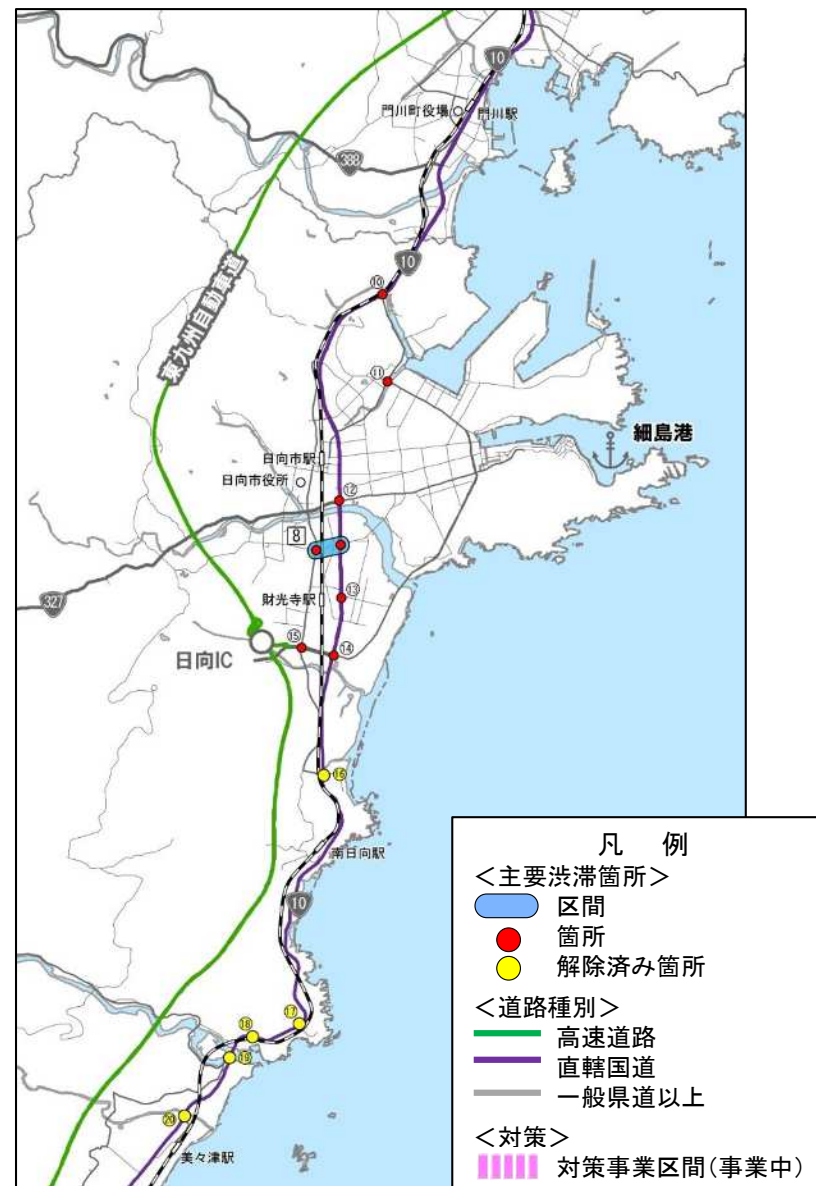 10
門川町役場
門川駅
388
10
東九州自動車道
⑩
⑪
細島港
日向市駅
日向市役所
⑫
8
327
財光寺駅
⑬
⑮
⑭
日向IC
⑯
南日向駅
10
⑰
⑱
⑲
⑳
美々津駅
凡 例
<主要渋滞箇所>
区間
箇所
解除済み箇所
<道路種別>
高速道路
直轄国道
一般県道以上
<対策>
対策事業区間(事業中)